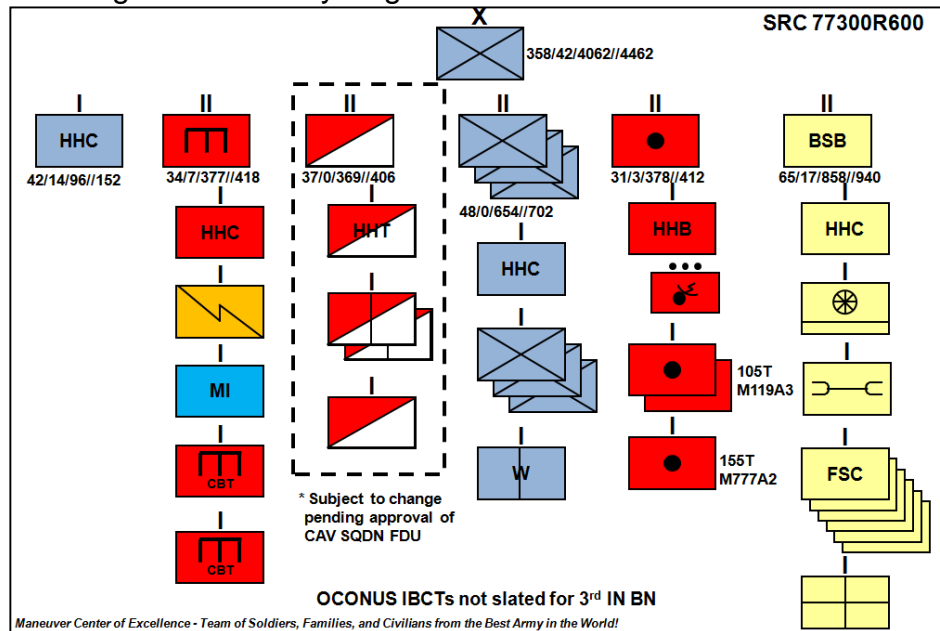 X
SRC 77300R600
358/42/4062//4462
I
HHC
42/14/96//152
II
34/7/377//418
I
HHC
I
I
MI
I
CBT
I
CBT
II
37/0/369//406
I
HHT
I
I
* Subject to change
pending approval of
CAV SQDN FDU
II
48/0/654//702
I
HHC
I
I
W
II
31/3/378//412
I
HHB
I
105T
M119A3
I
155T
M777A2
II
BSB
65/17/858//940
I
HHC
I
I
I
FSC
I
OCONUS IBCTs not slated for 3rd IN BN
Maneuver Center of Excellence - Team of Soldiers, Families, and Civilians from the Best Army in the World!